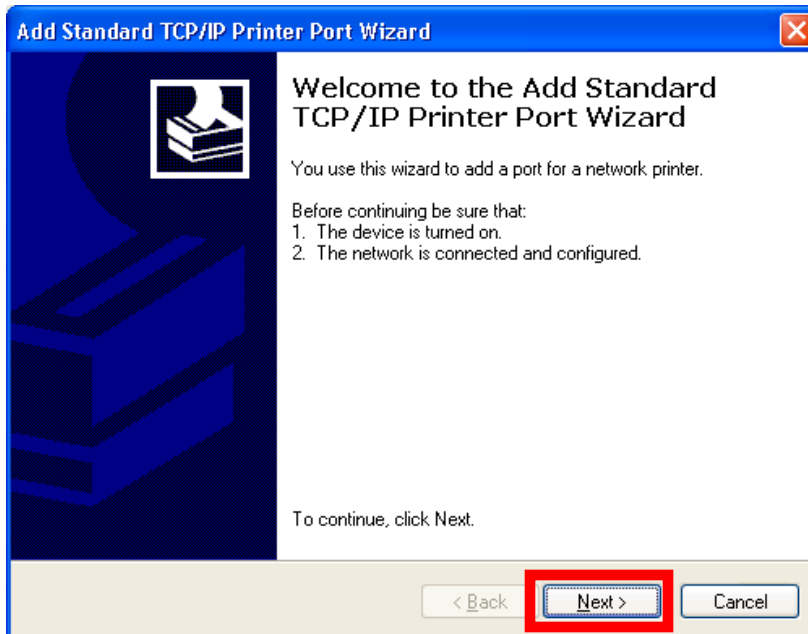 Add Standard TCP/IP Printer Port Wizard
Welcome to the Add Standard
TCP/IP Printer Port Wizard
You use this wizard to add a port for a network printer.
Before continuing be sure that:
1. The device is turned on.
2. The network is connected and configured.
To continue, click Next.
< Back Next > Cancel